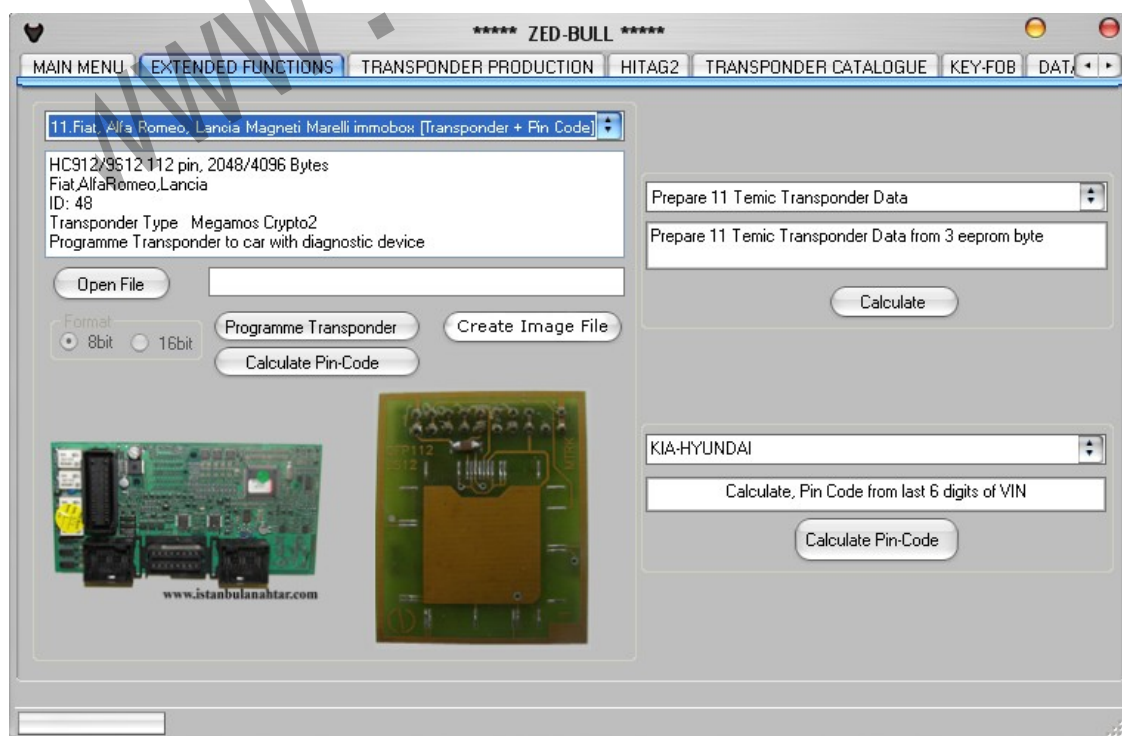 www.
***** ZED-BULL *****
MAIN MENU
EXTENDED FUNCTIONS
TRANSPONDER PRODUCTION
HITAG2
TRANSPONDER CATALOGUE
KEY-FOB
DATA
11.Fiat, Alfa Romeo, Lancia Magneti Marelli immobox [Transponder + Pin Code]
HC912/9S12 112 pin, 2048/4096 Bytes
Fiat,AlfaRomeo,Lancia
ID: 48
Transponder Type Megamos Crypto2
Programme Transponder to car with diagnostic device
Open File
Format
8bit
16bit
Programme Transponder
Create Image File
Calculate Pin-Code
MTRK
www.istanbulanahtar.com
Prepare 11 Temic Transponder Data
Prepare 11 Temic Transponder Data from 3 eeprom byte
Calculate
KIA-HYUNDAI
Calculate, Pin Code from last 6 digits of VIN
Calculate Pin-Code